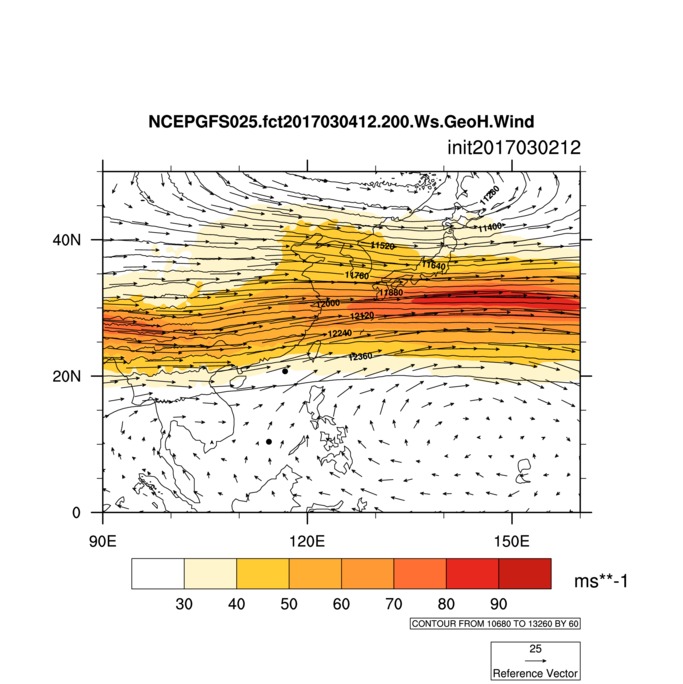 NCEPGFS025.fct2017030412.200.Ws.GeoH.Wind
init2017030212
11280
11400
40N
11520
11640
11760
11880
12000
12120
12240
12360
20N
0
90E 120E 150E
ms**-1
30 40 50 60 70 80 90
CONTOUR FROM 10680 TO 13260 BY 60
25
Reference Vector